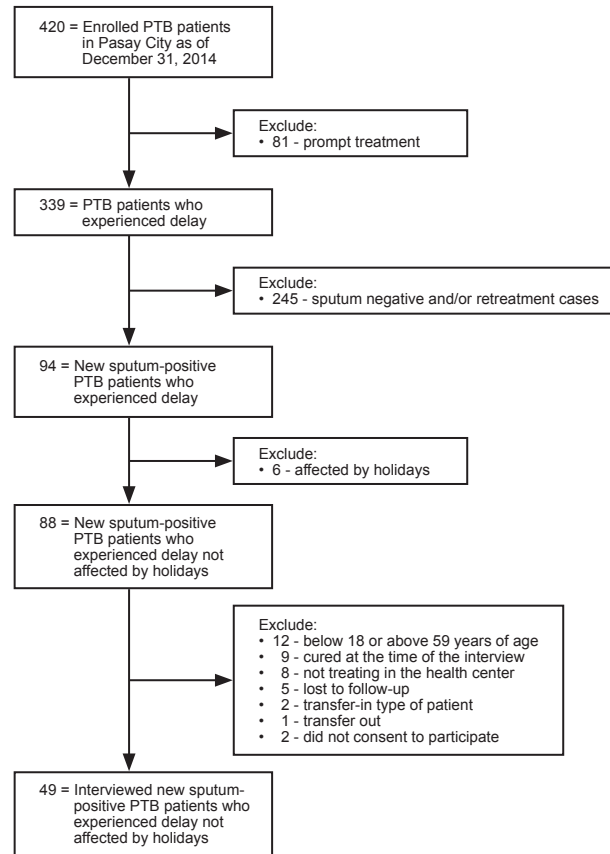 420 = Enrolled PTB patients
in Pasay City as of
December 31, 2014
Exclude:
• 81 - prompt treatment
339 = PTB patients who
experienced delay
Exclude:
• 245 - sputum negative and/or retreatment cases
94 = New sputum-positive
PTB patients who
experienced delay
Exclude:
• 6 - affected by holidays
88 = New sputum-positive
PTB patients who
experienced delay not
affected by holidays
Exclude:
• 12 - below 18 or above 59 years of age
• 9 - cured at the time of the interview
• 8 - not treating in the health center
• 5 - lost to follow-up
• 2 - transfer-in type of patient
• 1 - transfer out
• 2 - did not consent to participate
49 = Interviewed new sputum-
positive PTB patients who
experienced delay not
affected by holidays